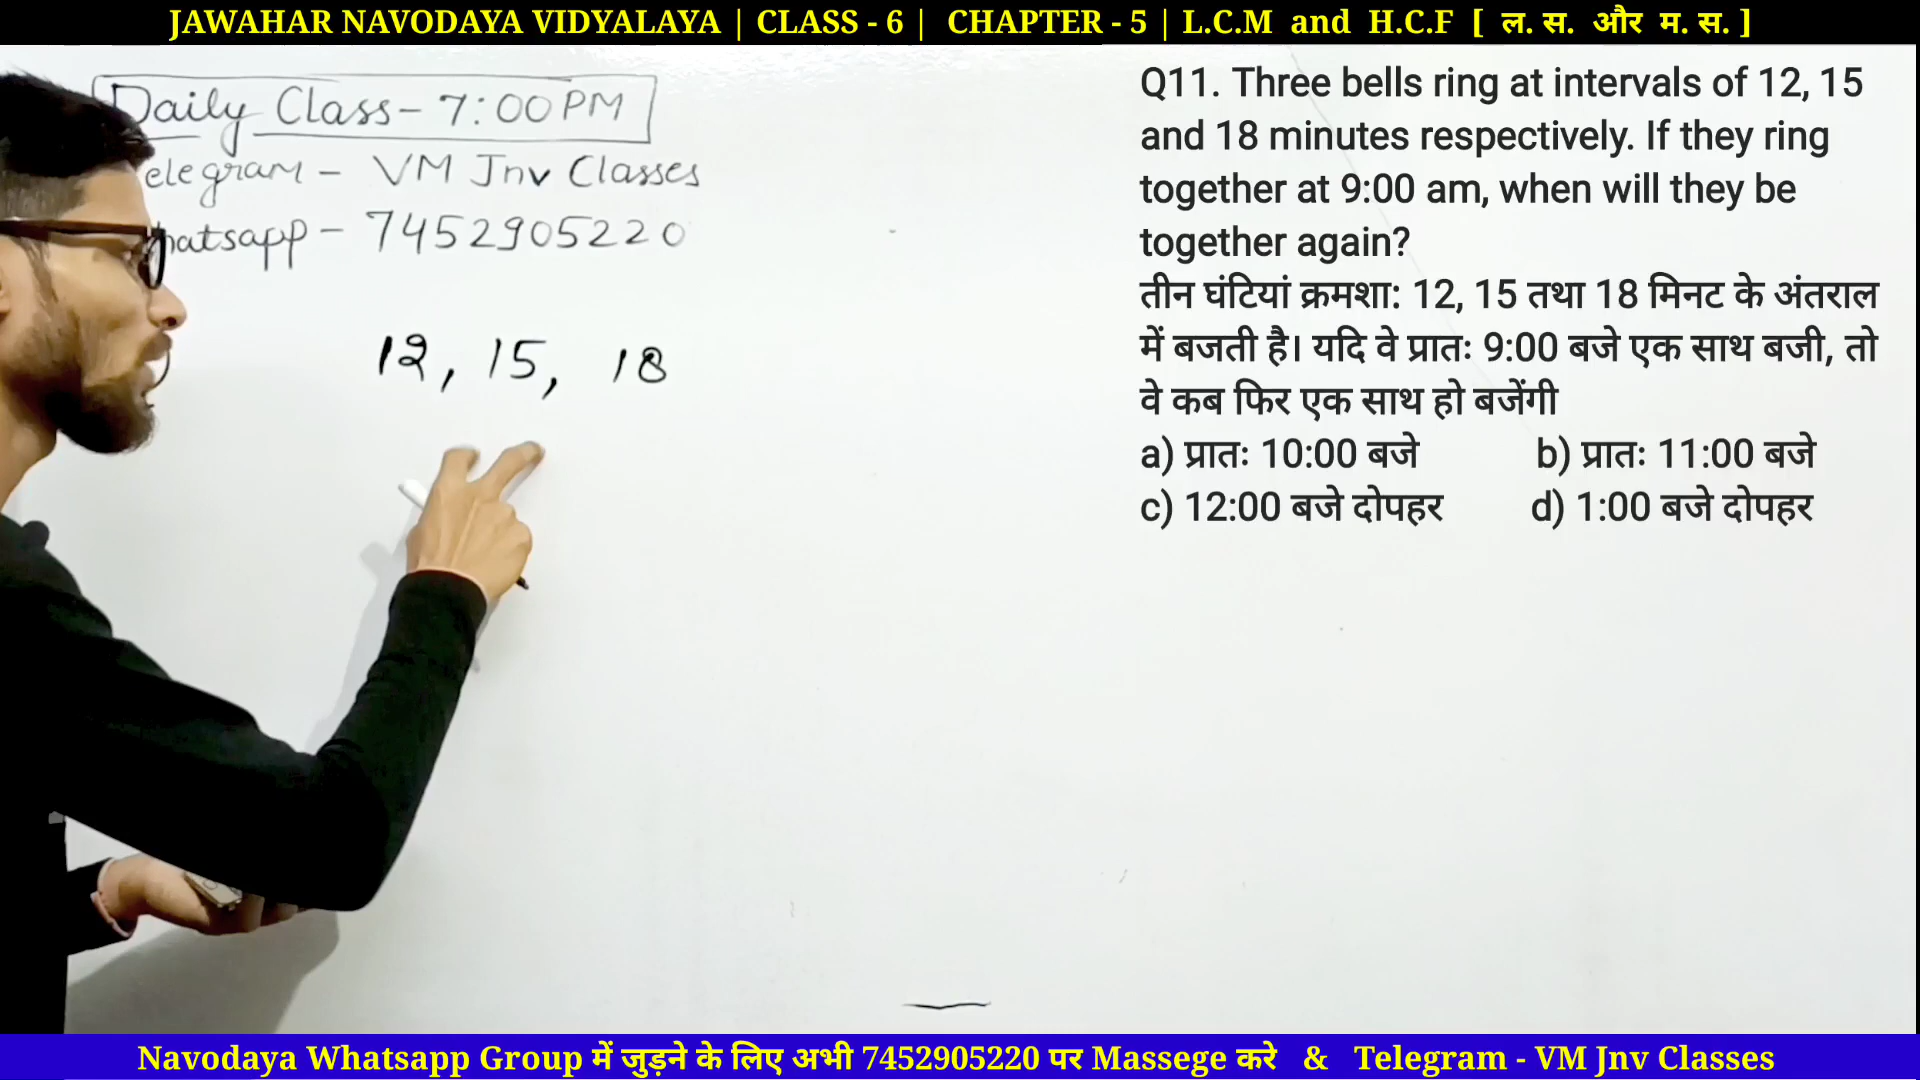 JAWAHAR NAVODAYA VIDYALAYA | CLASS - 6 | CHAPTER - 5 | L.C.M and H.C.F [ ल. स. और म. स. ]
Daily Class - 7:00 PM
elegram - VM Jnv Classes
hatsapp - 7452905220
12, 15, 18
Q11. Three bells ring at intervals of 12, 15
and 18 minutes respectively. If they ring
together at 9:00 am, when will they be
together again?
तीन घंटियां क्रमशा: 12, 15 तथा 18 मिनट के अंतराल
में बजती है। यदि वे प्रातः 9:00 बजे एक साथ बजी, तो
वे कब फिर एक साथ हो बजेंगी
a) प्रातः 10:00 बजे b) प्रातः 11:00 बजे
c) 12:00 बजे दोपहर d) 1:00 बजे दोपहर
Navodaya Whatsapp Group में जुड़ने के लिए अभी 7452905220 पर Massege करे & Telegram - VM Jnv Classes